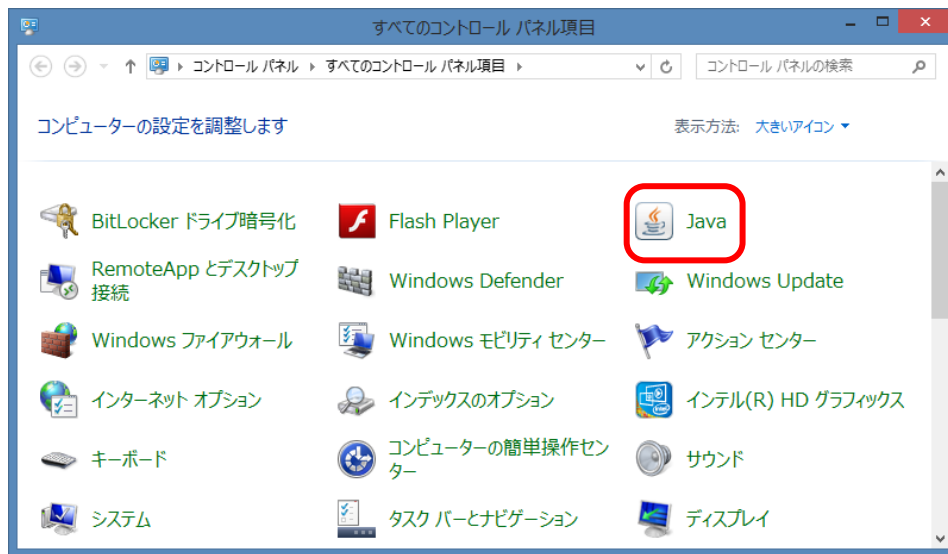 すべてのコントロール パネル項目
コントロール パネル すべてのコントロール パネル項目 コントロール パネルの検索
コンピューターの設定を調整します 表示方法: 大きいアイコン
BitLocker ドライブ暗号化 Flash Player Java
RemoteApp とデスクトップ
接続
Windows Defender Windows Update
Windows ファイアウォール Windows モビリティ センター アクション センター
インターネット オプション インデックスのオプション インテル(R) HD グラフィックス
キーボード
コンピューターの簡単操作セン
ター
サウンド
システム タスク バーとナビゲーション ディスプレイ